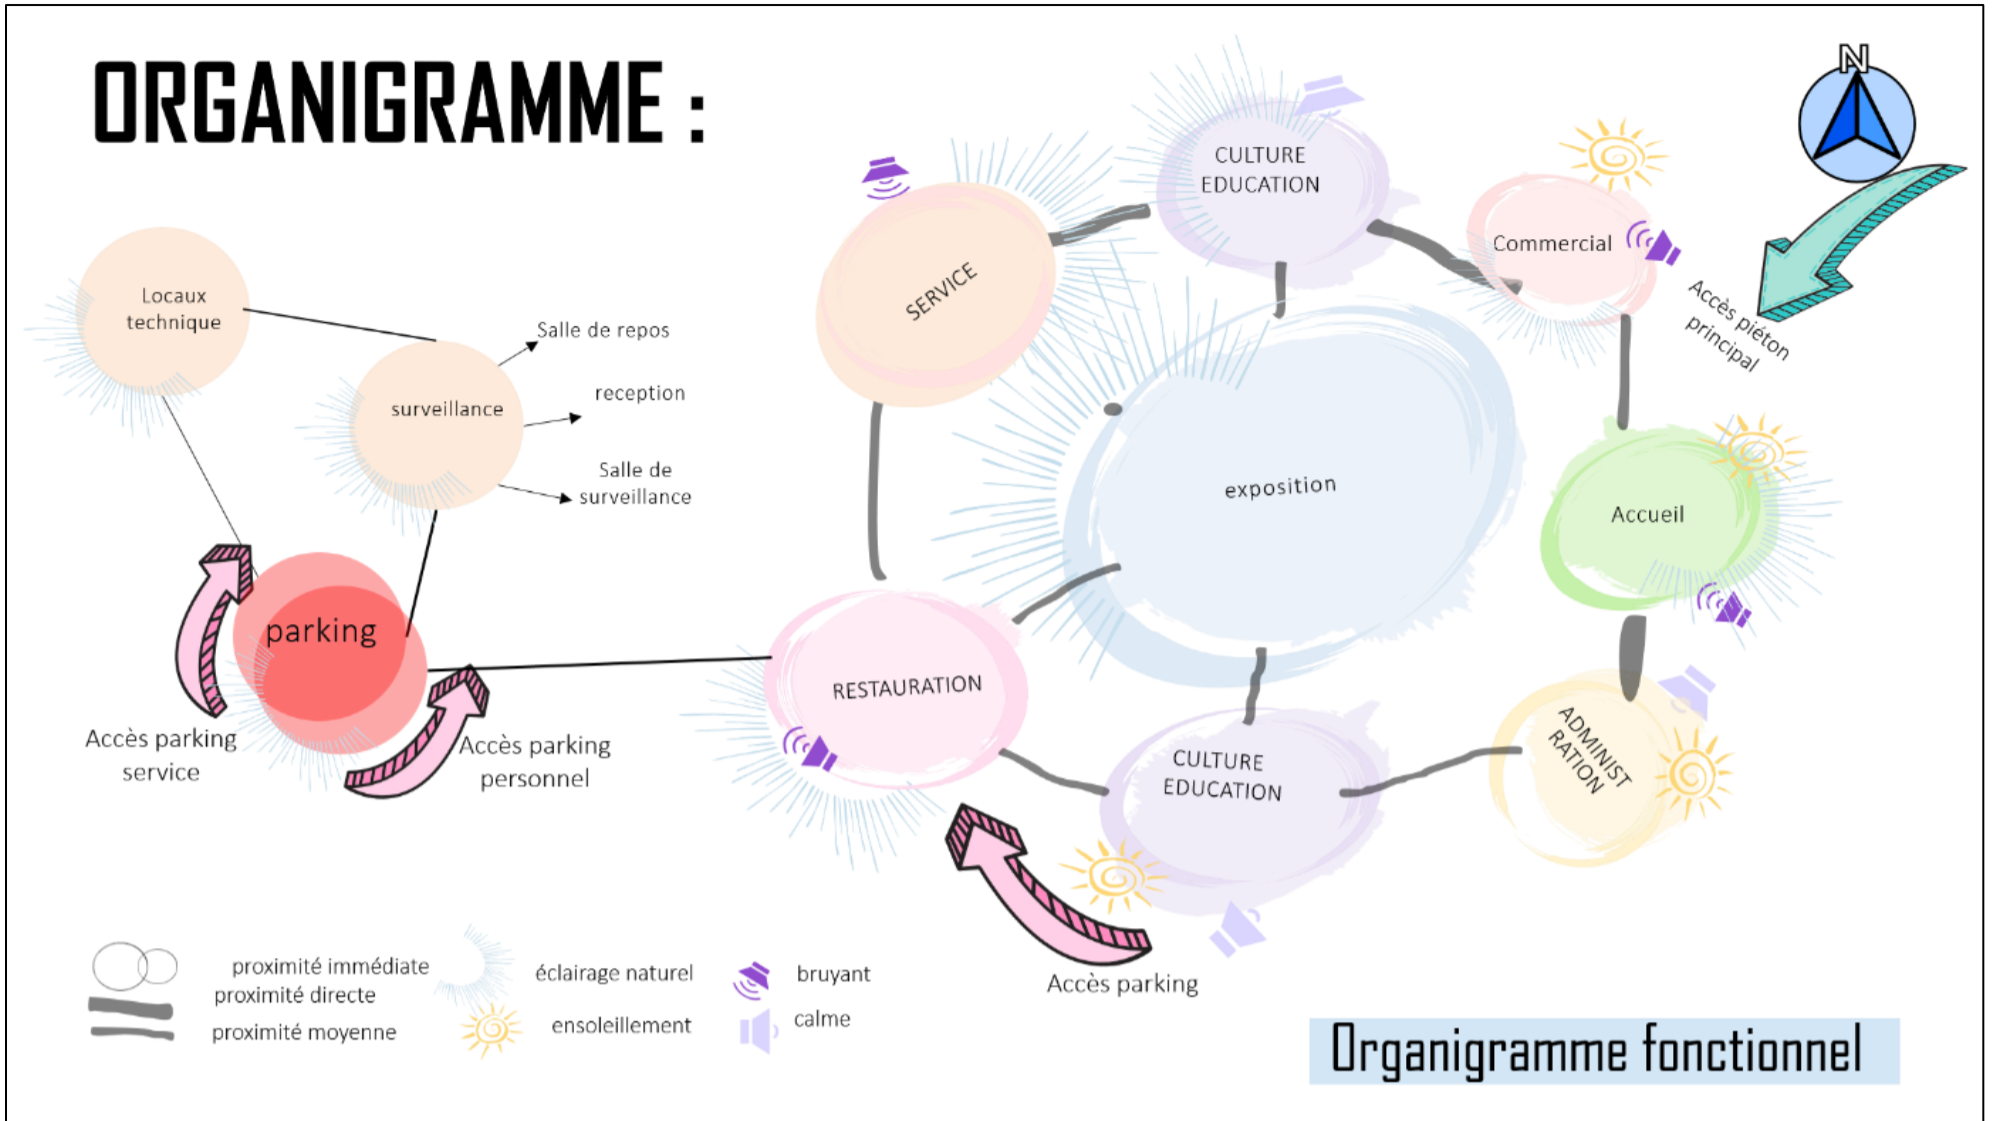 ORGANIGRAMME :
N
CULTURE
EDUCATION
Commercial
SERVICE
Accès piéton
principal
Locaux
technique
Salle de repos
reception
surveillance
Salle de
surveillance
exposition
Accueil
parking
RESTAURATION
ADMINIST
RATION
Accès parking
service
Accès parking
personnel
CULTURE
EDUCATION
Accès parking
proximité immédiate
proximité directe
proximité moyenne
éclairage naturel
ensoleillement
bruyant
calme
Organigramme fonctionnel